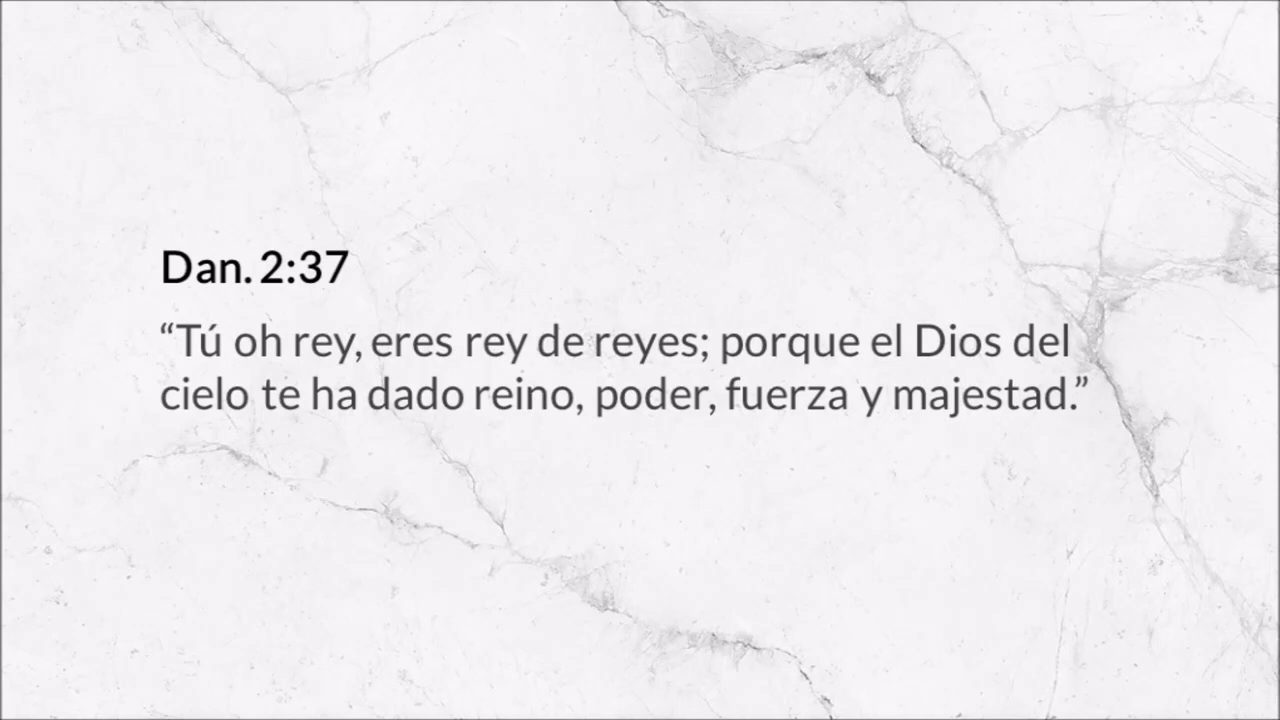 Dan. 2:37
“Tú oh rey, eres rey de reyes; porque el Dios del
cielo te ha dado reino, poder, fuerza y majestad.”